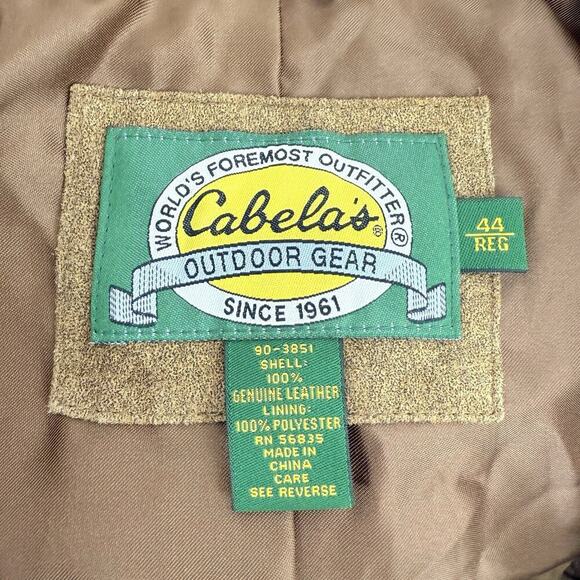 WORLD'S FOREMOST OUTFITTER®
Cabela's®
OUTDOOR GEAR
SINCE 1961
44
REG
90-3851
SHELL:
100%
GENUINE LEATHER
LINING:
100% POLYESTER
RN 56835
MADE IN
CHINA
CARE
SEE REVERSE